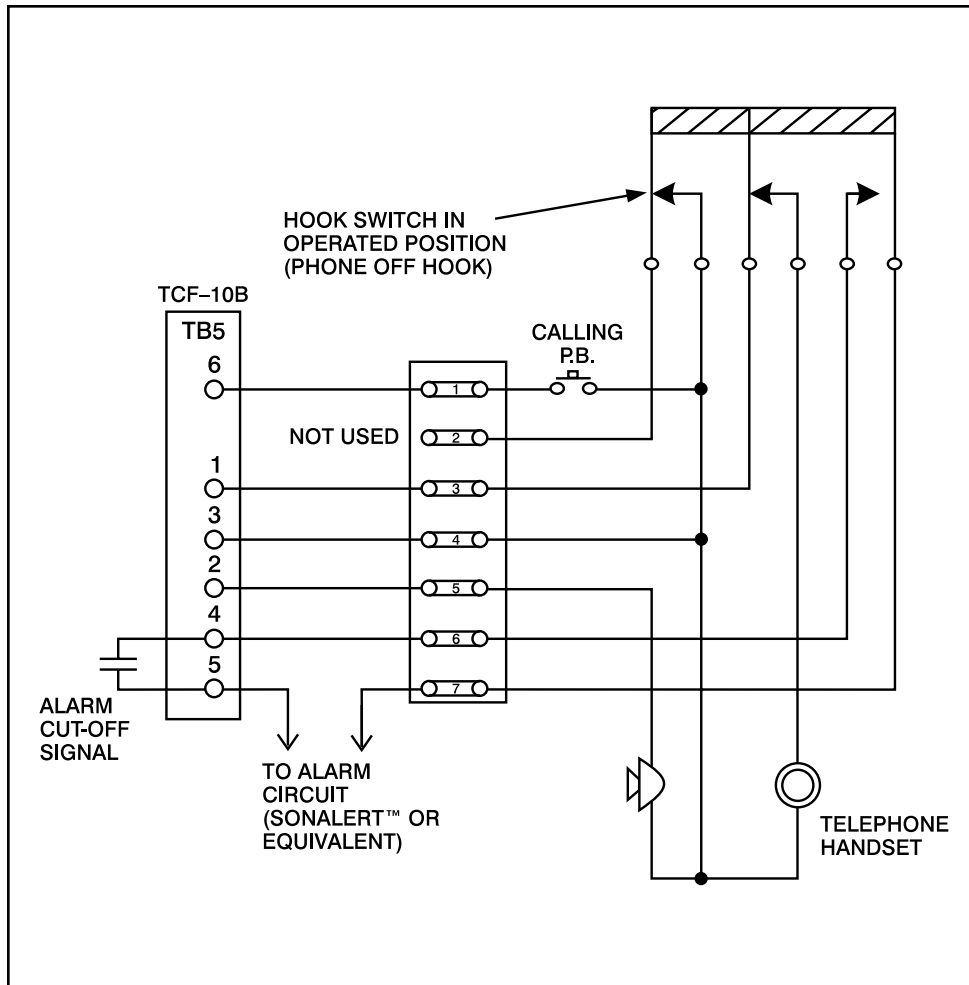 HOOK SWITCH IN
OPERATED POSITION
(PHONE OFF HOOK)
TCF–10B
TB5
CALLING
P.B.
6
1
NOT USED
2
1
3
3
4
2
5
4
6
5
7
ALARM
CUT-OFF
SIGNAL
TO ALARM
CIRCUIT
(SONALERT™ OR
EQUIVALENT)
TELEPHONE
HANDSET